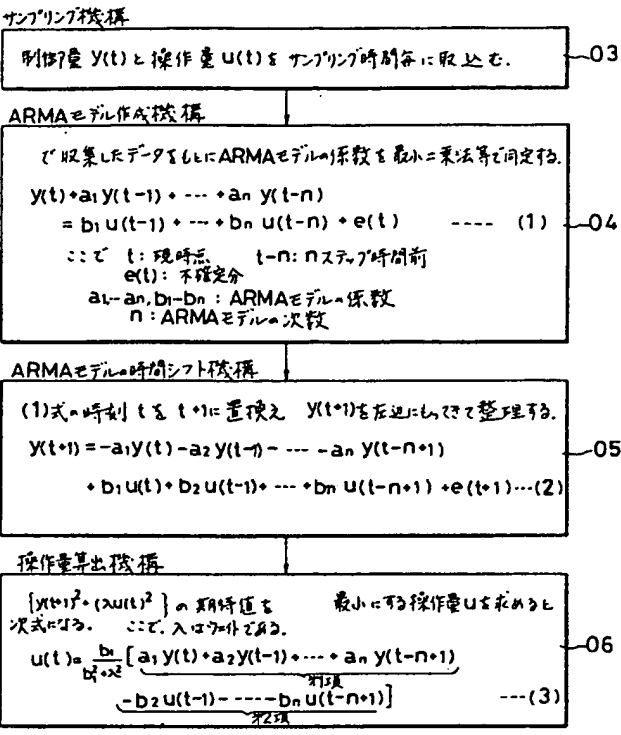 サンプリング機構
制御量 y(t)と操作量 u(t)を サンプリング時間毎に取込む.
03
ARMAモデル作成機構
で収集したデータをもとにARMAモデルの係数を最小二乗法等で同定する.
y(t)+a1y(t-1)+ --- +an y(t-n)
= b1 u(t-1)+ --- +bn u(t-n) +e(t) ---- (1)
04
ここで t: 現時点 t-n: nステップ時間前
e(t): 不確定分
a1~an, b1~bn : ARMAモデルの係数
n : ARMAモデルの次数
ARMAモデルの時間シフト機構
(1)式の時刻 t を t+1に置換え y(t+1)を左辺にもってきて整理する.
y(t+1) = -a1y(t) -a2 y(t-1) - --- -an y(t-n+1)
05
+ b1u(t)+ b2 u(t-1)+ --- +bn u(t-n+1) +e(t+1)---(2)
操作量算出機構
{y(t+1)²+(λu(t)²} の期待値を 最小にする操作量uを求めると
次式になる. ここで, λはウェイトである.
06
u(t)= b1/b1²+λ² [a1 y(t)+a2y(t-1)+ --- + an y(t-n+1)
第1項
-b2u(t-1)- ---- -bn u(t-n+1)] ---(3)
第2項